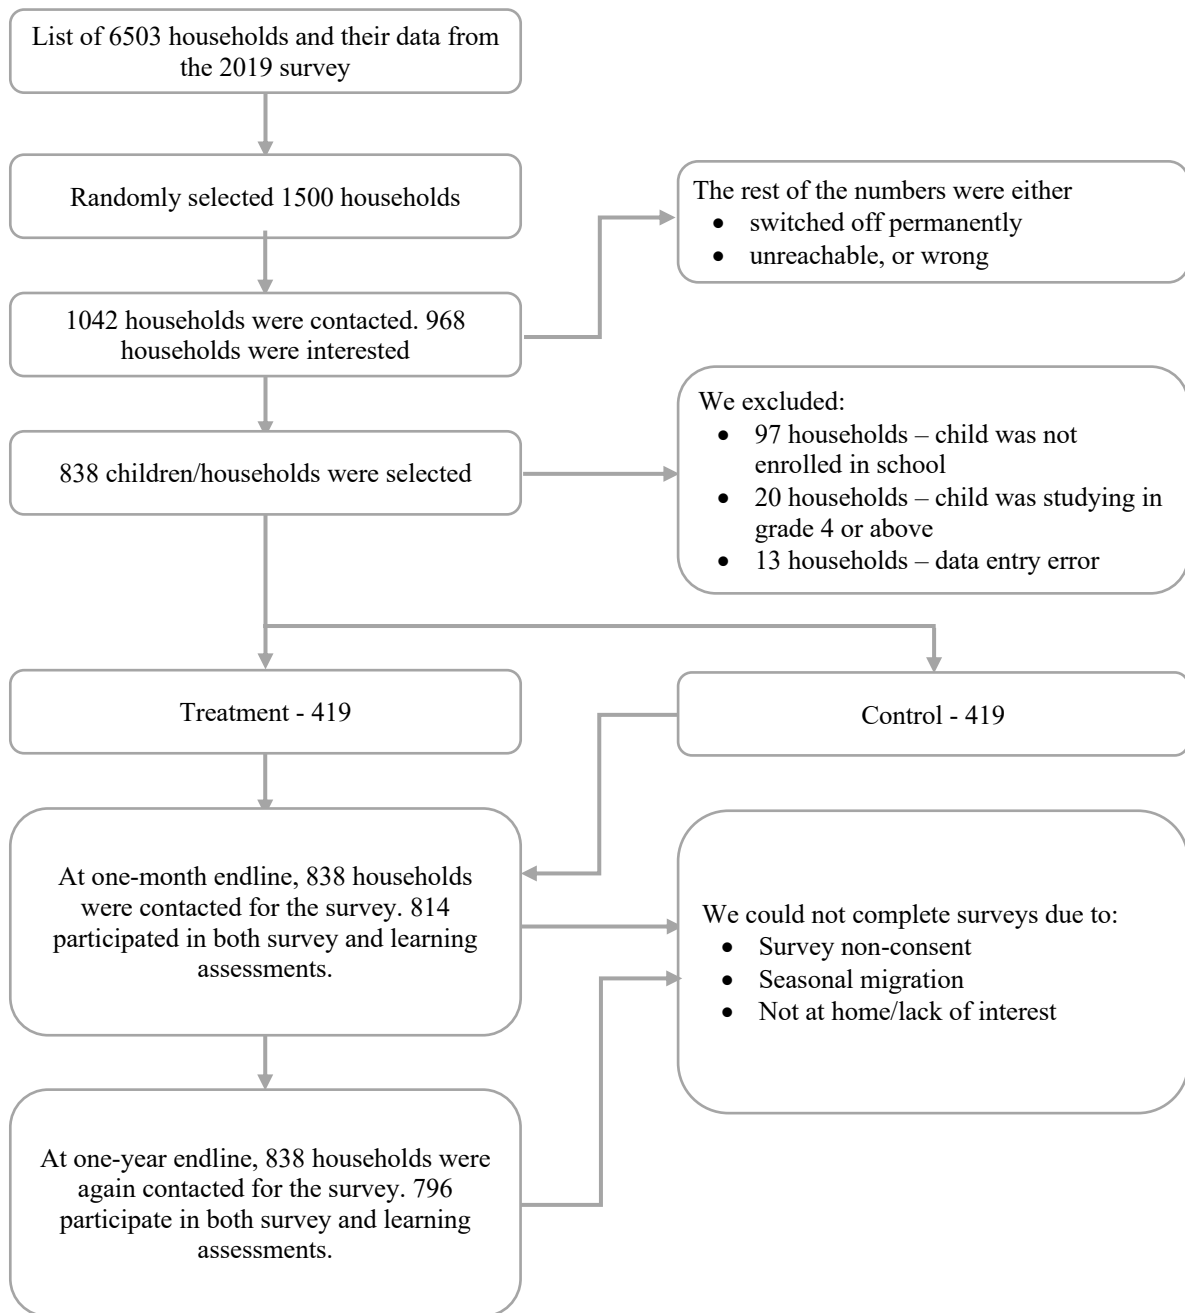 List of 6503 households and their data from
the 2019 survey
Randomly selected 1500 households
The rest of the numbers were either
• switched off permanently
• unreachable, or wrong
1042 households were contacted. 968
households were interested
We excluded:
• 97 households – child was not
enrolled in school
• 20 households – child was studying in
grade 4 or above
• 13 households – data entry error
838 children/households were selected
Treatment - 419
Control - 419
At one-month endline, 838 households
were contacted for the survey. 814
participated in both survey and learning
assessments.
We could not complete surveys due to:
• Survey non-consent
• Seasonal migration
• Not at home/lack of interest
At one-year endline, 838 households were
again contacted for the survey. 796
participate in both survey and learning
assessments.